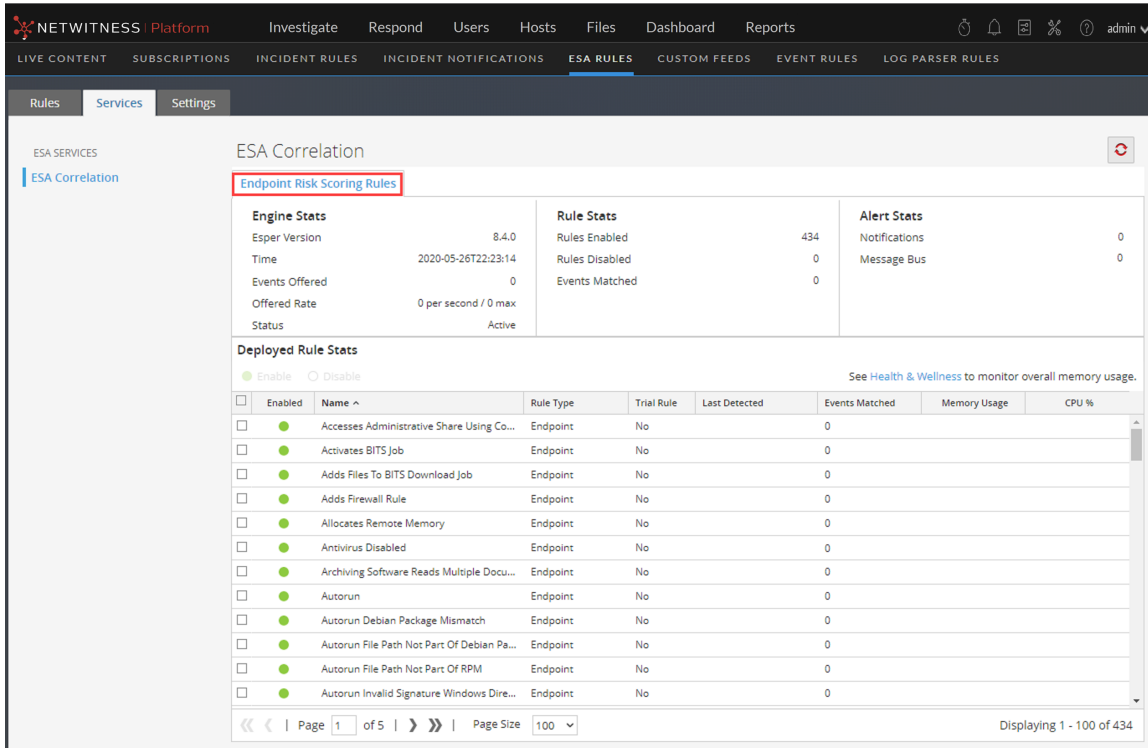 NETWITNESS | Platform Investigate Respond Users Hosts Files Dashboard Reports admin
LIVE CONTENT SUBSCRIPTIONS INCIDENT RULES INCIDENT NOTIFICATIONS ESA RULES CUSTOM FEEDS EVENT RULES LOG PARSER RULES
Rules Services Settings
ESA SERVICES
ESA Correlation
ESA Correlation
Endpoint Risk Scoring Rules
Engine Stats
Esper Version 8.4.0
Time 2020-05-26T22:23:14
Events Offered 0
Offered Rate 0 per second / 0 max
Status Active
Rule Stats
Rules Enabled 434
Rules Disabled 0
Events Matched 0
Alert Stats
Notifications 0
Message Bus 0
Deployed Rule Stats
Enable Disable See Health & Wellness to monitor overall memory usage.
Enabled Name Rule Type Trial Rule Last Detected Events Matched Memory Usage CPU %
Accesses Administrative Share Using Co... Endpoint No 0
Activates BITS Job Endpoint No 0
Adds Files To BITS Download Job Endpoint No 0
Adds Firewall Rule Endpoint No 0
Allocates Remote Memory Endpoint No 0
Antivirus Disabled Endpoint No 0
Archiving Software Reads Multiple Docu... Endpoint No 0
Autorun Endpoint No 0
Autorun Debian Package Mismatch Endpoint No 0
Autorun File Path Not Part Of Debian Pa... Endpoint No 0
Autorun File Path Not Part Of RPM Endpoint No 0
Autorun Invalid Signature Windows Dire... Endpoint No 0
Page 1 of 5 | Page Size 100 Displaying 1 - 100 of 434